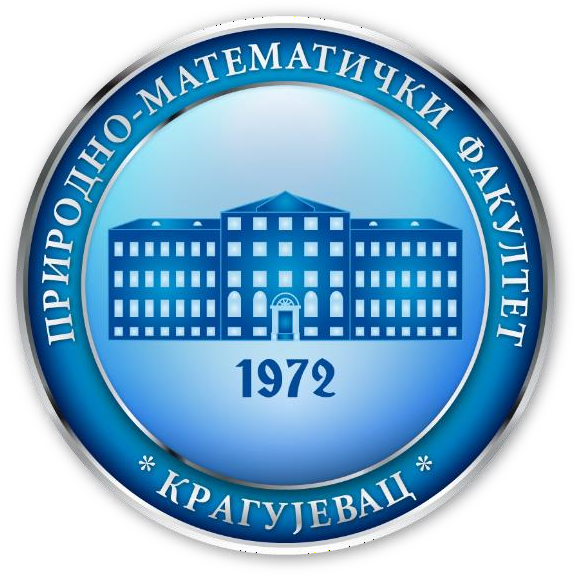 ПРИРОДНО-МАТЕМАТИЧКИ ФАКУЛТЕТ
1972
* КРАГУЈЕВАЦ *